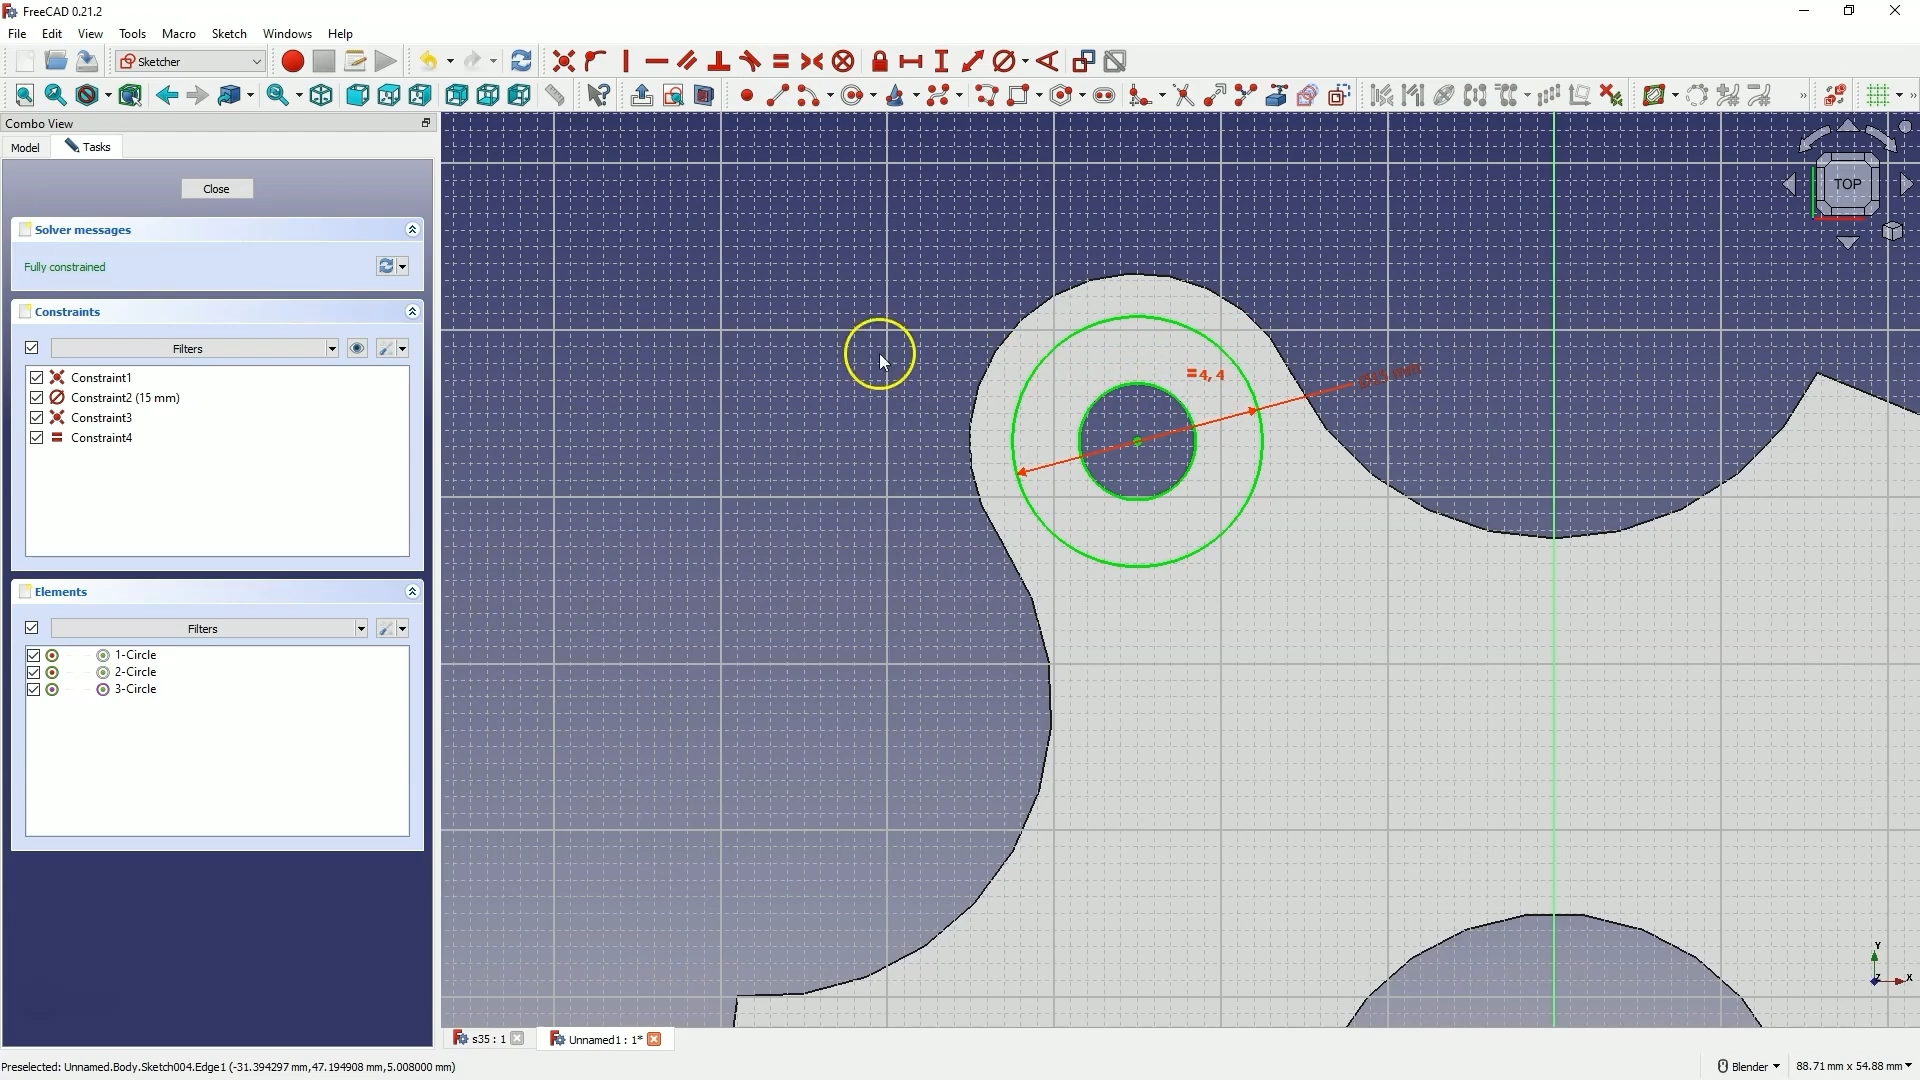 FreeCAD 0.21.2
File Edit View Tools Macro Sketch Windows Help
Sketcher
Combo View
Model Tasks
Close
Solver messages
Fully constrained
Constraints
Filters
Constraint1
Constraint2 (15 mm)
Constraint3
Constraint4
Elements
Filters
1-Circle
2-Circle
3-Circle
TOP
=4, 4
Ø15 mm
Y
Z X
s35 : 1 Unnamed1 : 1*
Preselected: Unnamed.Body.Sketch004.Edge1 (-31.394297 mm,47.194908 mm,5.008000 mm)
Blender 88.71 mm x 54.88 mm